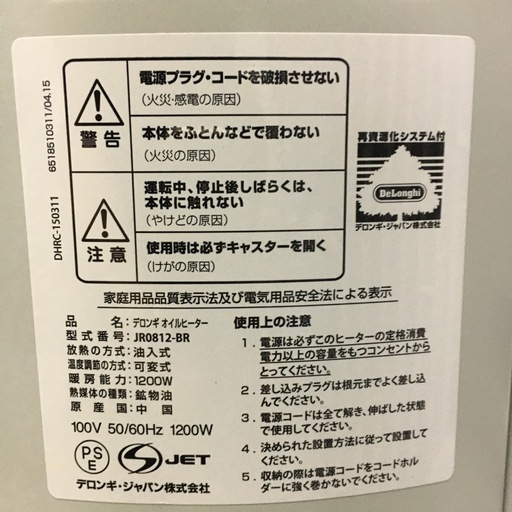 6518510311/04.15
DHRC-150311
警告
電源プラグ・コードを破損させない
(火災・感電の原因)
本体をふとんなどで覆わない
(火災の原因)
注意
運転中、停止後しばらくは、
本体に触れない
(やけどの原因)
使用時は必ずキャスターを開く
(けがの原因)
再資源化システム付
DeLonghi
デロンギ・ジャパン株式会社
家庭用品品質表示法及び電気用品安全法による表示
品名:デロンギ オイルヒーター
型式番号:JR0812-BR
放熱の方式:油入式
温度調節の方式:可変式
暖房能力:1200W
熱媒体の種類:鉱物油
原産国:中国
100V 50/60Hz 1200W
PSE
JET
デロンギ・ジャパン株式会社
使用上の注意
1. 電源は必ずこのヒーターの定格消費
電力以上の容量をもつコンセントから
とってください。
2. 差し込みプラグは根元までよく差し込
んでください。
3. 電源コードは全て解き、伸ばした状態
で使用してください。
4. 決められた設置方法に従って設置して
ください。
5. 収納の際は電源コードをコードホル
ダーに強く巻かないでください。